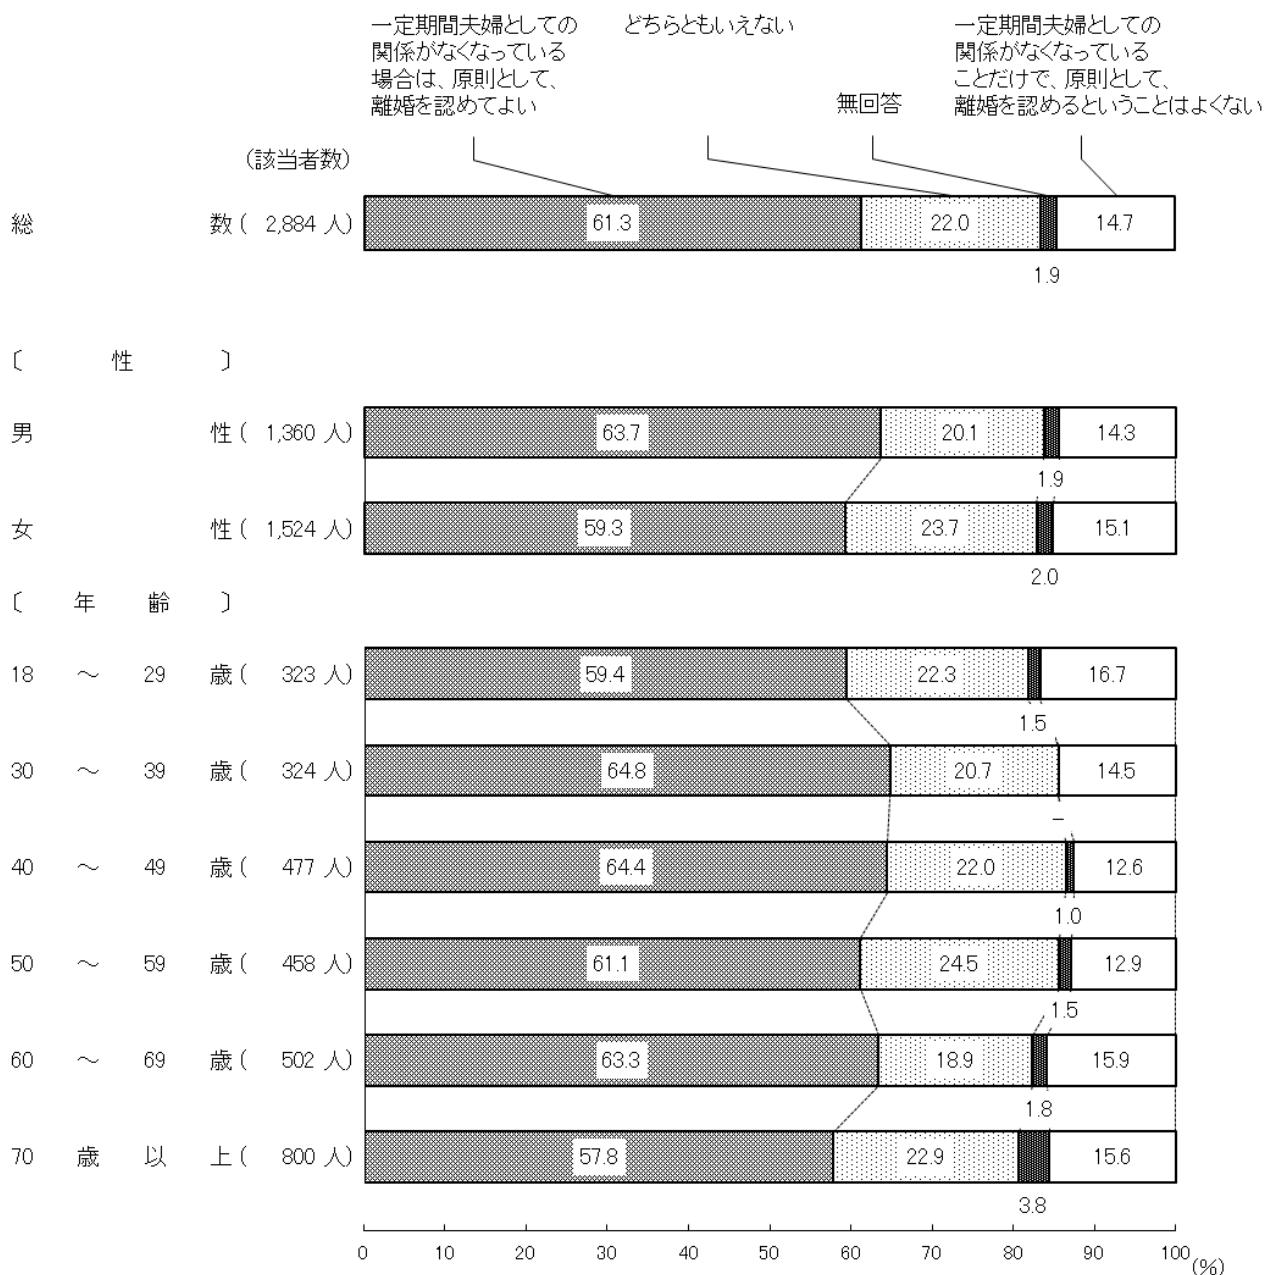 一定期間夫婦としての
関係がなくなっている
場合は、原則として、
離婚を認めてよい
どちらともいえない
無回答
一定期間夫婦としての
関係がなくなっている
ことだけで、原則として、
離婚を認めるということはよくない
(該当者数)
総 数 ( 2,884 人) 61.3 22.0 14.7
1.9
〔 性 〕
男 性 ( 1,360 人) 63.7 20.1 14.3
1.9
女 性 ( 1,524 人) 59.3 23.7 15.1
2.0
〔 年 齢 〕
18 ～ 29 歳 ( 323 人) 59.4 22.3 16.7
1.5
30 ～ 39 歳 ( 324 人) 64.8 20.7 14.5
－
40 ～ 49 歳 ( 477 人) 64.4 22.0 12.6
1.0
50 ～ 59 歳 ( 458 人) 61.1 24.5 12.9
1.5
60 ～ 69 歳 ( 502 人) 63.3 18.9 15.9
1.8
70 歳 以 上 ( 800 人) 57.8 22.9 15.6
3.8
0 10 20 30 40 50 60 70 80 90 100 (%)